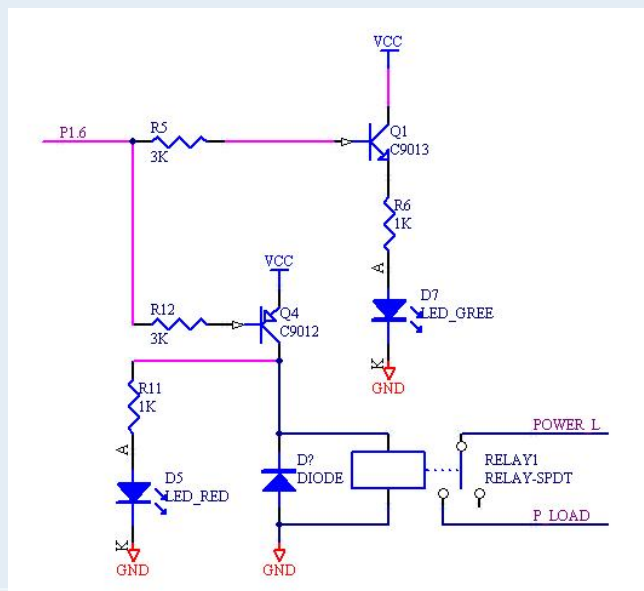 VCC
P1.6
R5
3K
Q1
C9013
R6
1K
A
D7
LED_GREE
K
GND
VCC
R12
3K
Q4
C9012
R11
1K
A
D5
LED_RED
K
GND
D?
DIODE
GND
POWER L
RELAY1
RELAY-SPDT
P LOAD